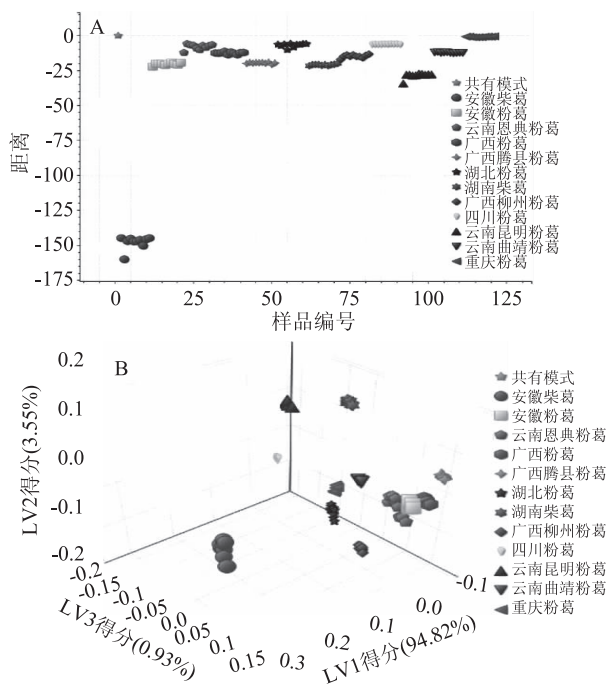 A
0
-25
-50
-75
-100
-125
-150
-175
距离
0 25 50 75 100 125
样品编号
共有模式
安徽柴葛
安徽粉葛
云南恩典粉葛
广西粉葛
广西腾县粉葛
湖北粉葛
湖南柴葛
广西柳州粉葛
四川粉葛
云南昆明粉葛
云南曲靖粉葛
重庆粉葛
B
0.2
0.1
0.0
-0.1
-0.2
LV2得分(3.55%)
-0.2
-0.15
-0.1
-0.05
0.0
0.05
0.1
0.15
LV3得分(0.93%)
0.3
0.2
0.1
0.0
-0.1
LV1得分(94.82%)
共有模式
安徽柴葛
安徽粉葛
云南恩典粉葛
广西粉葛
广西腾县粉葛
湖北粉葛
湖南柴葛
广西柳州粉葛
四川粉葛
云南昆明粉葛
云南曲靖粉葛
重庆粉葛